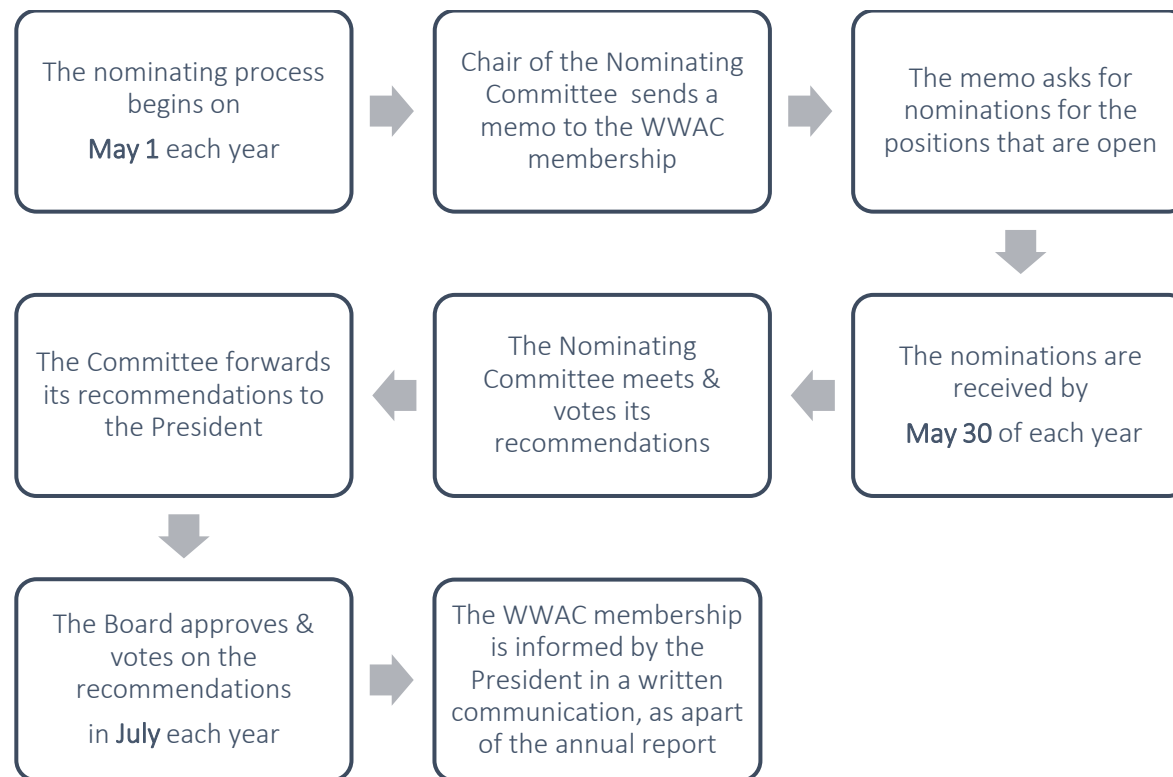 The nominating process
begins on
May 1 each year
Chair of the Nominating
Committee sends a
memo to the WWAC
membership
The memo asks for
nominations for the
positions that are open
The nominations are
received by
May 30 of each year
The Nominating
Committee meets &
votes its
recommendations
The Committee forwards
its recommendations to
the President
The Board approves &
votes on the
recommendations
in July each year
The WWAC membership
is informed by the
President in a written
communication, as apart
of the annual report